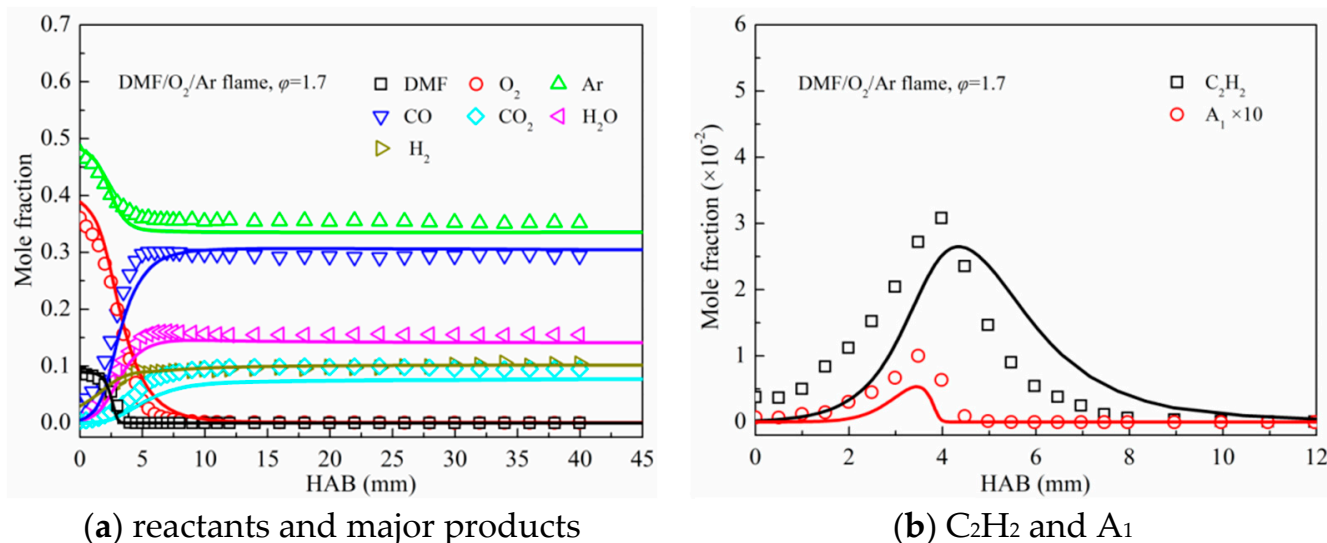 0.7
0.6
0.5
0.4
0.3
0.2
0.1
0.0
Mole fraction
DMF/O₂/Ar flame, φ=1.7
DMF O₂ Ar
CO CO₂ H₂O
H₂
0 5 10 15 20 25 30 35 40 45
HAB (mm)
(a) reactants and major products
6
5
4
3
2
1
0
Mole fraction (×10⁻²)
DMF/O₂/Ar flame, φ=1.7
C₂H₂
A₁ ×10
0 2 4 6 8 10 12
HAB (mm)
(b) C₂H₂ and A₁